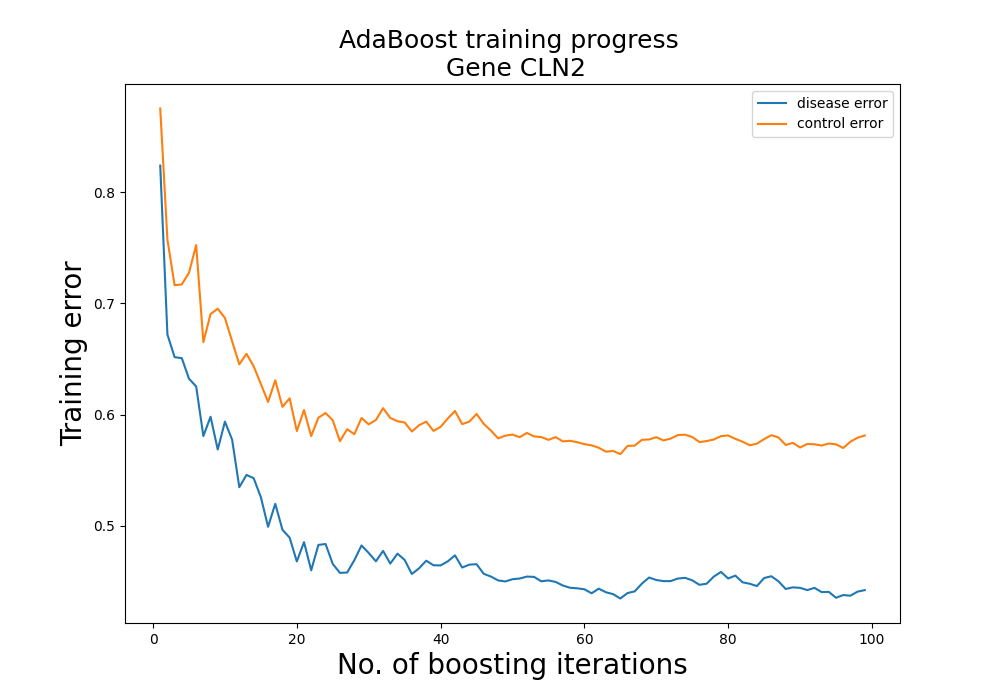 AdaBoost training progress
Gene CLN2
disease error
control error
Training error
0.8
0.7
0.6
0.5
0
20
40
60
80
100
No. of boosting iterations